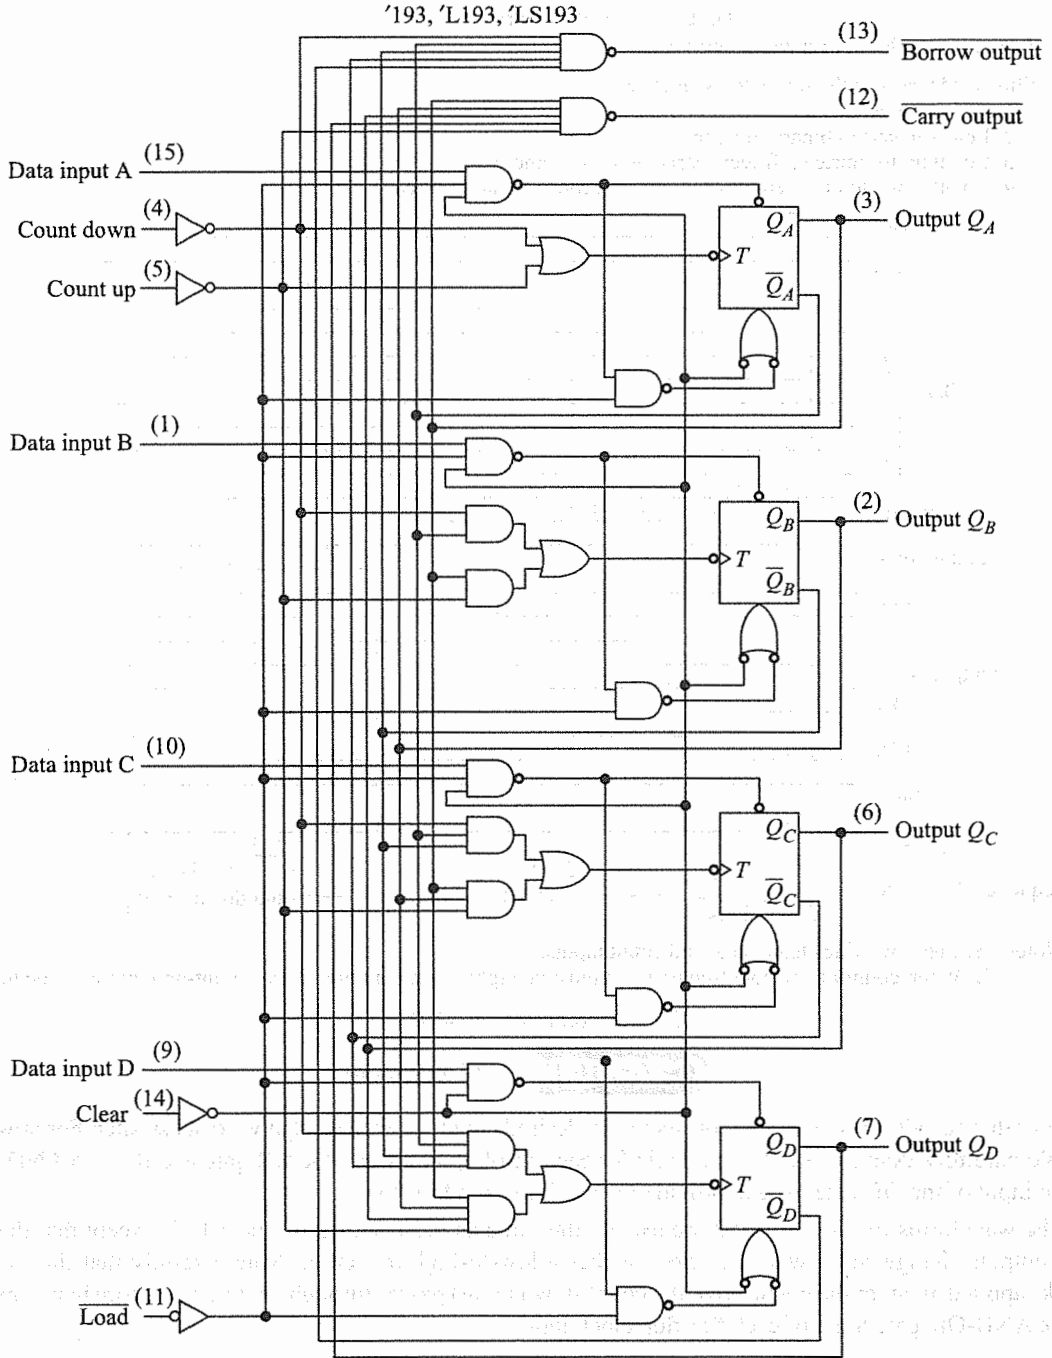 ′193, ′L193, ′LS193
(13) Borrow output
(12) Carry output
Data input A (15)
Count down (4)
Count up (5)
Q_A
T
Q̅_A
(3) Output Q_A
Data input B (1)
Q_B
T
Q̅_B
(2) Output Q_B
Data input C (10)
Q_C
T
Q̅_C
(6) Output Q_C
Data input D (9)
Clear (14)
Q_D
T
Q̅_D
(7) Output Q_D
Load (11)